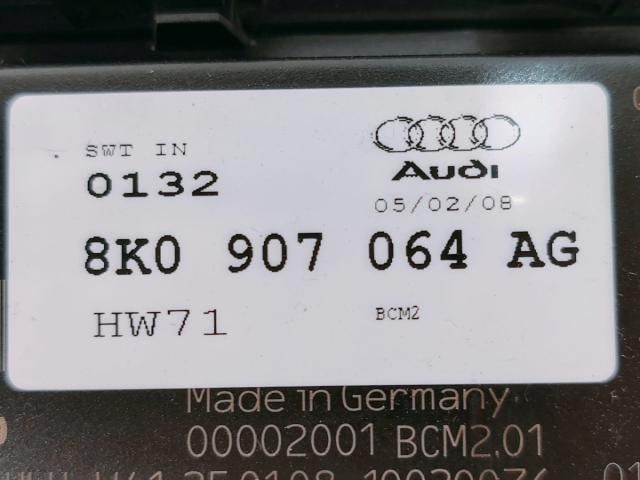 SWT IN
0132
Audi
05/02/08
8K0 907 064 AG
HW71
BCM2
Made in Germany
00002001 BCM2.01